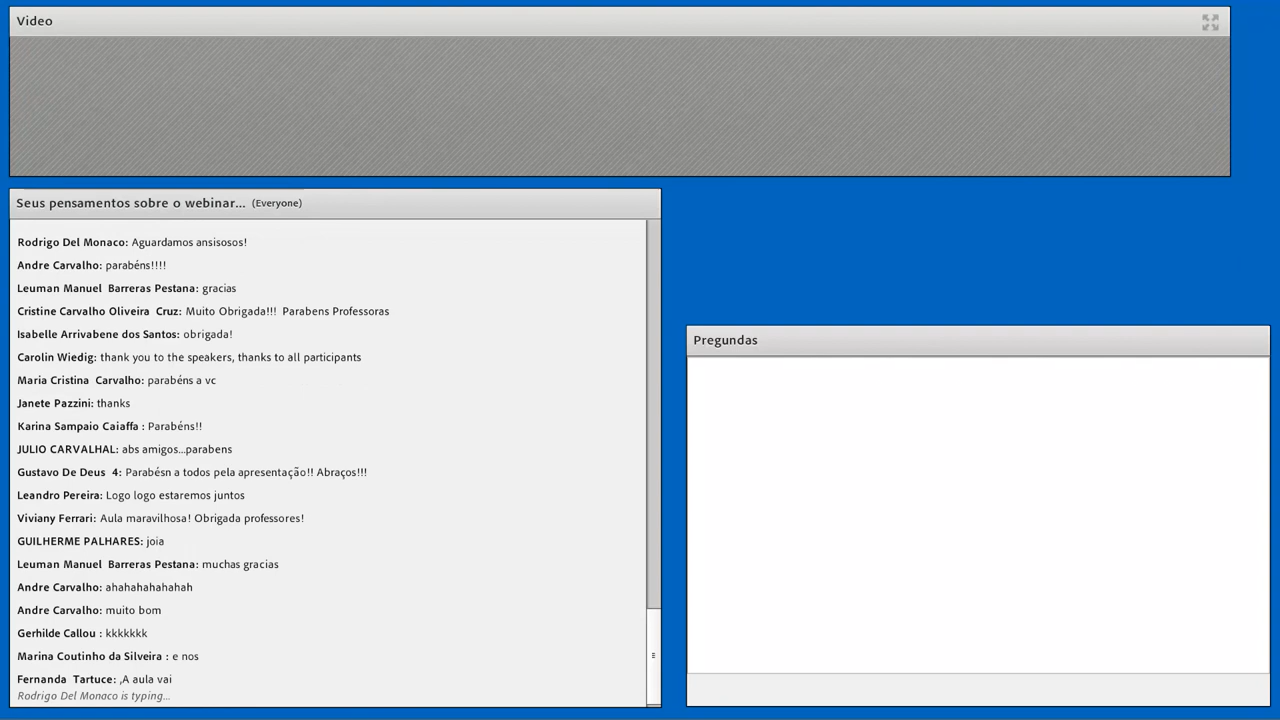 Video
Seus pensamentos sobre o webinar... (Everyone)
Rodrigo Del Monaco: Aguardamos ansisosos!
Andre Carvalho: parabéns!!!!
Leuman Manuel Barreras Pestana: gracias
Cristine Carvalho Oliveira Cruz: Muito Obrigada!!! Parabens Professoras
Isabelle Arrivabene dos Santos: obrigada!
Carolin Wiedig: thank you to the speakers, thanks to all participants
Maria Cristina Carvalho: parabéns a vc
Janete Pazzini: thanks
Karina Sampaio Caiaffa : Parabéns!!
JULIO CARVALHAL: abs amigos...parabens
Gustavo De Deus 4: Parabésn a todos pela apresentação!! Abraços!!!
Leandro Pereira: Logo logo estaremos juntos
Viviany Ferrari: Aula maravilhosa! Obrigada professores!
GUILHERME PALHARES: joia
Leuman Manuel Barreras Pestana: muchas gracias
Andre Carvalho: ahahahahahahah
Andre Carvalho: muito bom
Gerhilde Callou : kkkkkkk
Marina Coutinho da Silveira : e nos
Fernanda Tartuce: ,A aula vai
Rodrigo Del Monaco is typing...
Pregundas